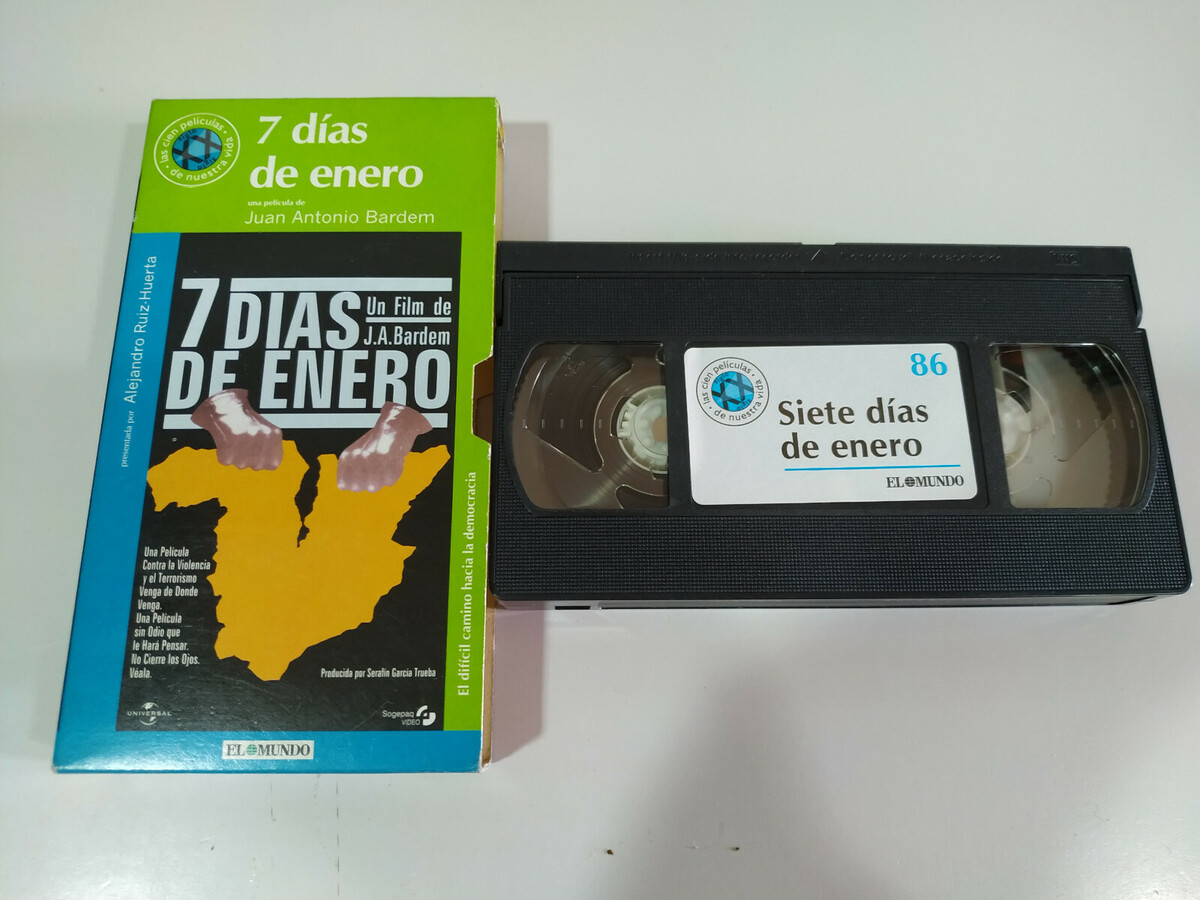 las cien películas
de nuestra vida
7 días
de enero
una película de
Juan Antonio Bardem
presentada por Alejandro Ruiz-Huerta
7 DIAS
Un Film de
J.A.Bardem
DE ENERO
Una Película
Contra la Violencia
y el Terrorismo
Venga de Donde
Venga.
Una Película
sin Odio que
le Hará Pensar.
No Cierre los Ojos.
Véala.
Producida por Serafín García Trueba
El difícil camino hacia la democracia
UNIVERSAL
Sogepaq
VIDEO
EL MUNDO
las cien películas
de nuestra vida
86
Siete días
de enero
EL MUNDO
VHS